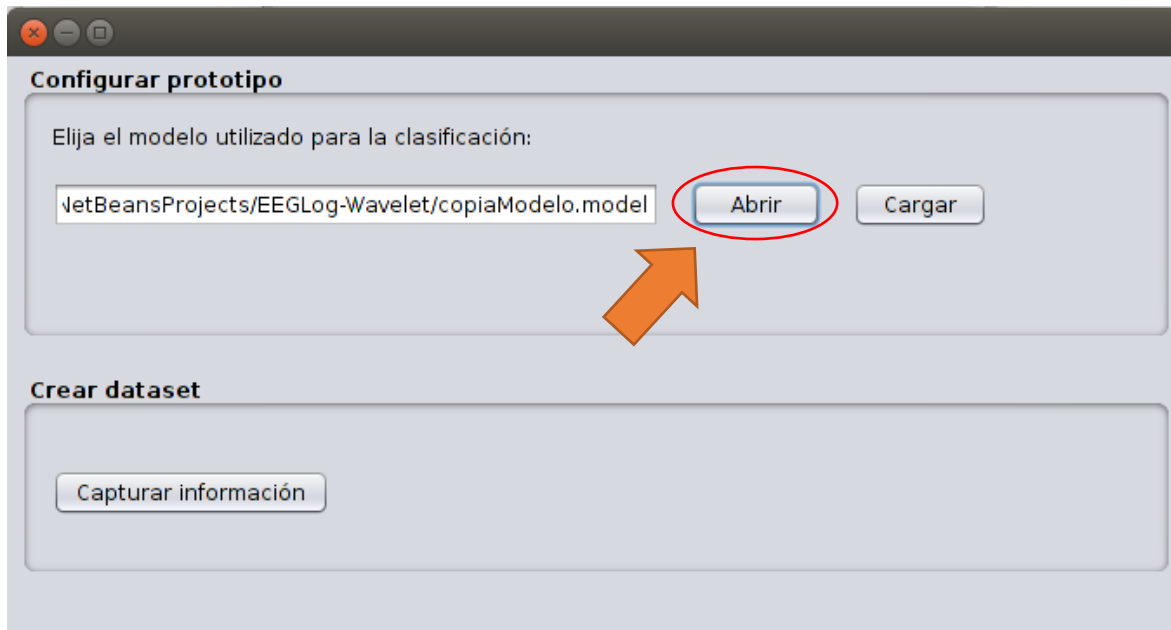 Configurar prototipo
Elija el modelo utilizado para la clasificación:
NetBeansProjects/EEGLog-Wavelet/copiaModelo.model Abrir Cargar
Crear dataset
Capturar información